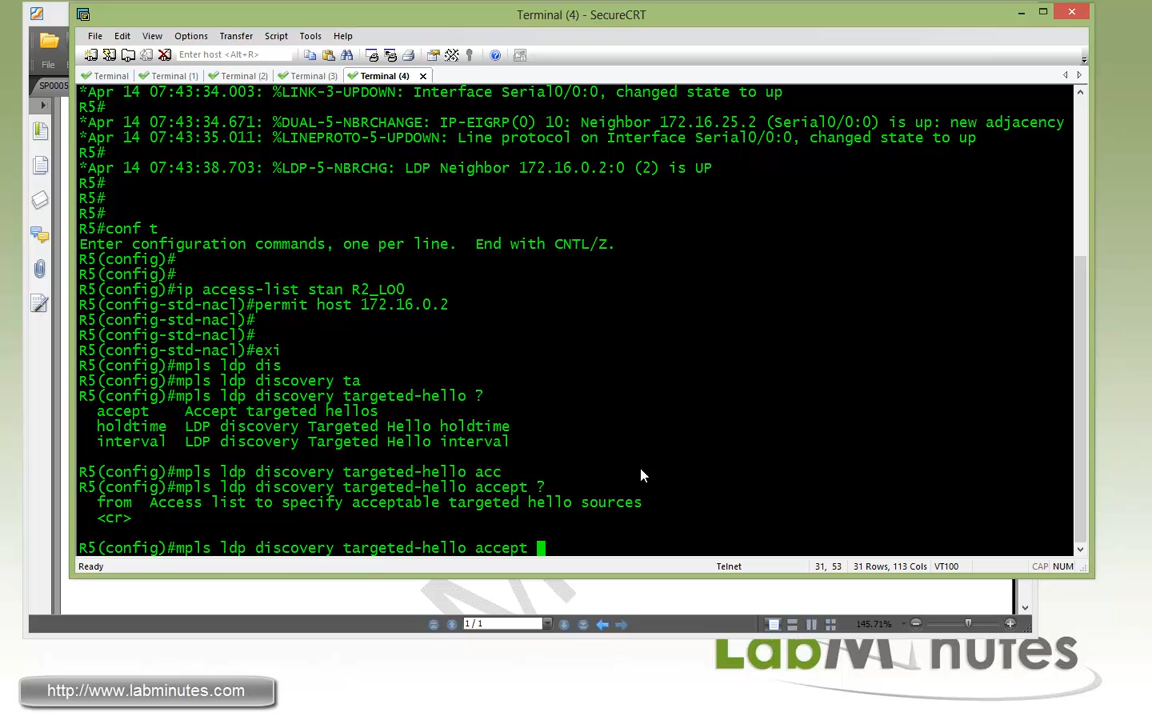 Terminal (4) - SecureCRT
File Edit View Options Transfer Script Tools Help
Enter host <Alt+R>
File
SP0005
Terminal Terminal (1) Terminal (2) Terminal (3) Terminal (4)
*Apr 14 07:43:34.003: %LINK-3-UPDOWN: Interface Serial0/0:0, changed state to up
R5#
*Apr 14 07:43:34.671: %DUAL-5-NBRCHANGE: IP-EIGRP(0) 10: Neighbor 172.16.25.2 (Serial0/0:0) is up: new adjacency
*Apr 14 07:43:35.011: %LINEPROTO-5-UPDOWN: Line protocol on Interface Serial0/0:0, changed state to up
R5#
*Apr 14 07:43:38.703: %LDP-5-NBRCHG: LDP Neighbor 172.16.0.2:0 (2) is UP
R5#
R5#
R5#
R5#conf t
Enter configuration commands, one per line.  End with CNTL/Z.
R5(config)#
R5(config)#
R5(config)#ip access-list stan R2_LO0
R5(config-std-nacl)#permit host 172.16.0.2
R5(config-std-nacl)#
R5(config-std-nacl)#
R5(config-std-nacl)#exi
R5(config)#mpls ldp dis
R5(config)#mpls ldp discovery ta
R5(config)#mpls ldp discovery targeted-hello ?
accept    Accept targeted hellos
holdtime  LDP discovery Targeted Hello holdtime
interval  LDP discovery Targeted Hello interval
R5(config)#mpls ldp discovery targeted-hello acc
R5(config)#mpls ldp discovery targeted-hello accept ?
from  Access list to specify acceptable targeted hello sources
<cr>
R5(config)#mpls ldp discovery targeted-hello accept
Ready Telnet 31, 53 31 Rows, 113 Cols VT100 CAP NUM
1 / 1 145.71%
LabMinutes
http://www.labminutes.com